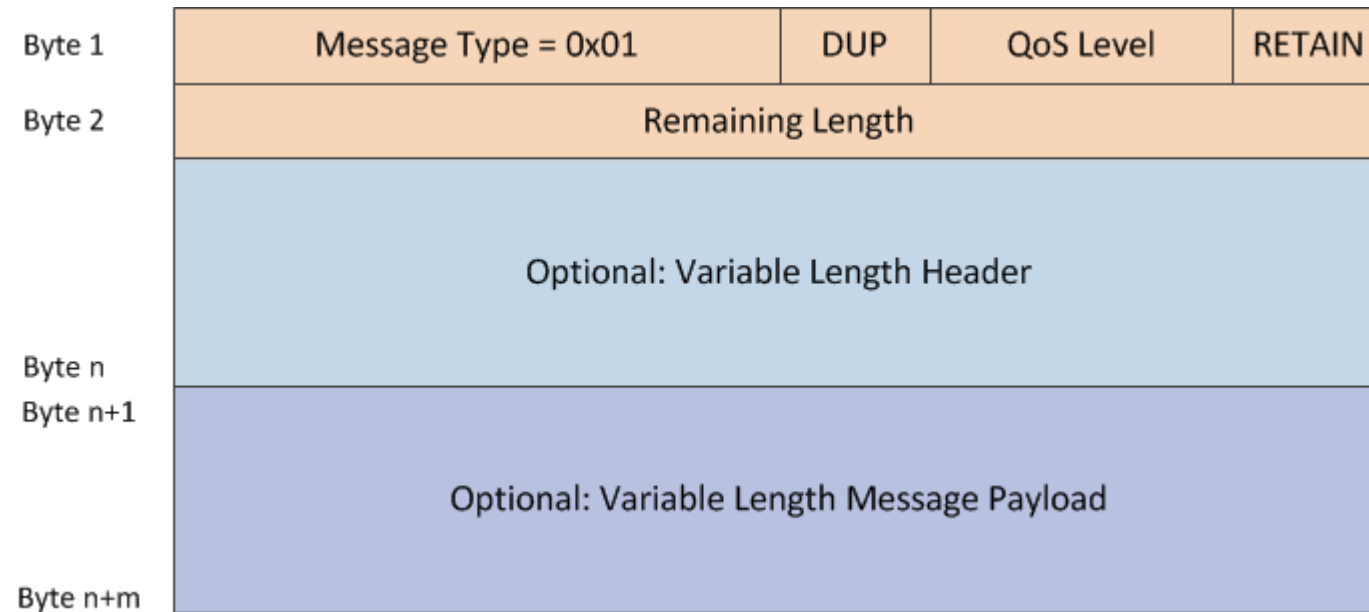 Byte 1 Message Type = 0x01 DUP QoS Level RETAIN
Byte 2 Remaining Length
Optional: Variable Length Header
Byte n
Byte n+1
Optional: Variable Length Message Payload
Byte n+m